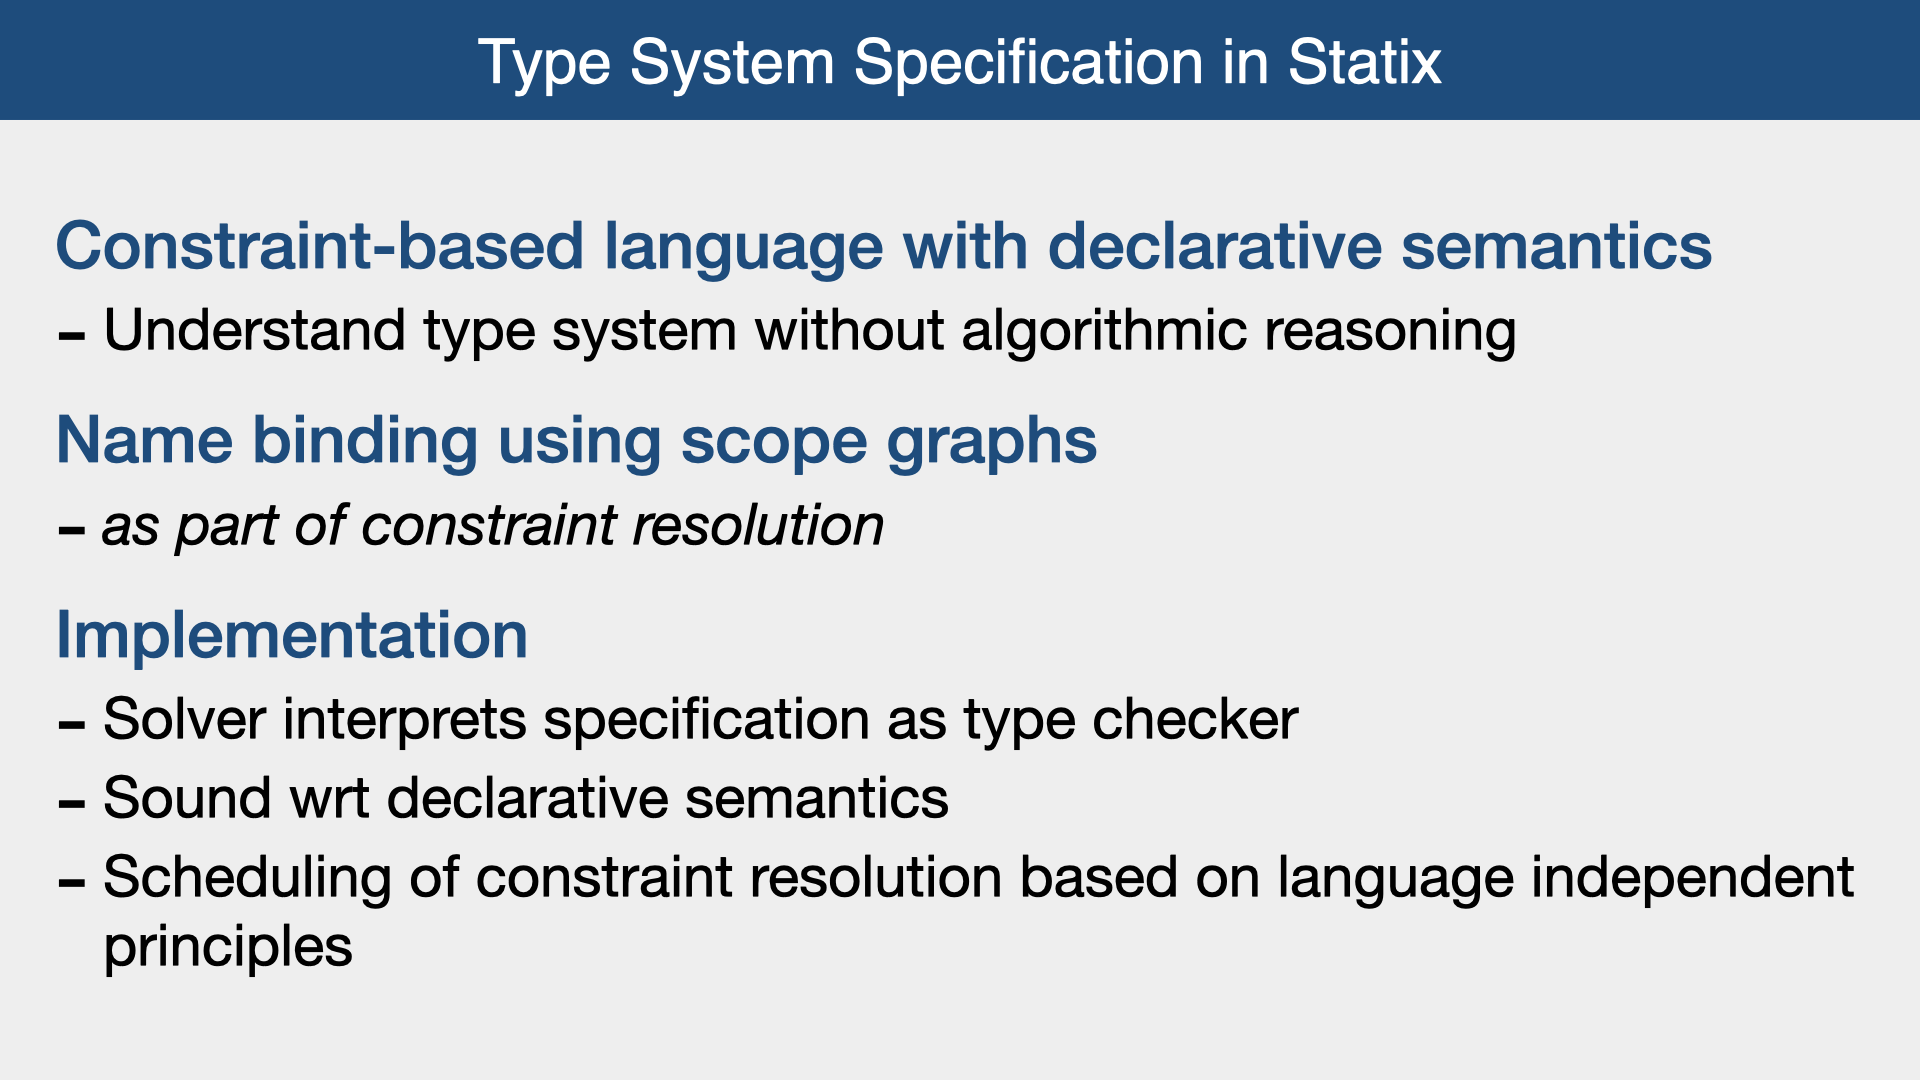 Type System Specification in Statix
Constraint-based language with declarative semantics
- Understand type system without algorithmic reasoning
Name binding using scope graphs
- as part of constraint resolution
Implementation
- Solver interprets specification as type checker
- Sound wrt declarative semantics
- Scheduling of constraint resolution based on language independent
principles